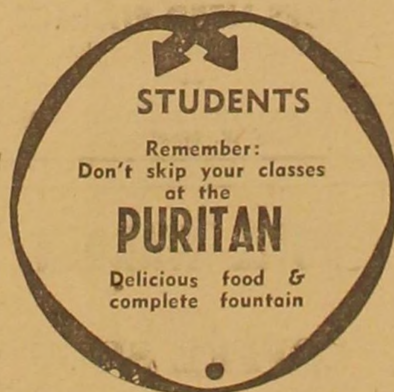 STUDENTS
Remember:
Don't skip your classes
at the
PURITAN
Delicious food &
complete fountain